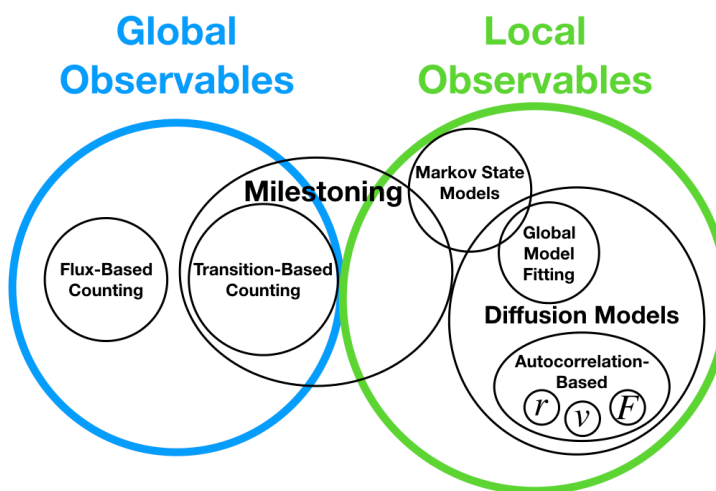 Global
Observables
Local
Observables
Milestoning
Markov State
Models
Flux-Based
Counting
Transition-Based
Counting
Global
Model
Fitting
Diffusion Models
Autocorrelation-
Based
r
v
F